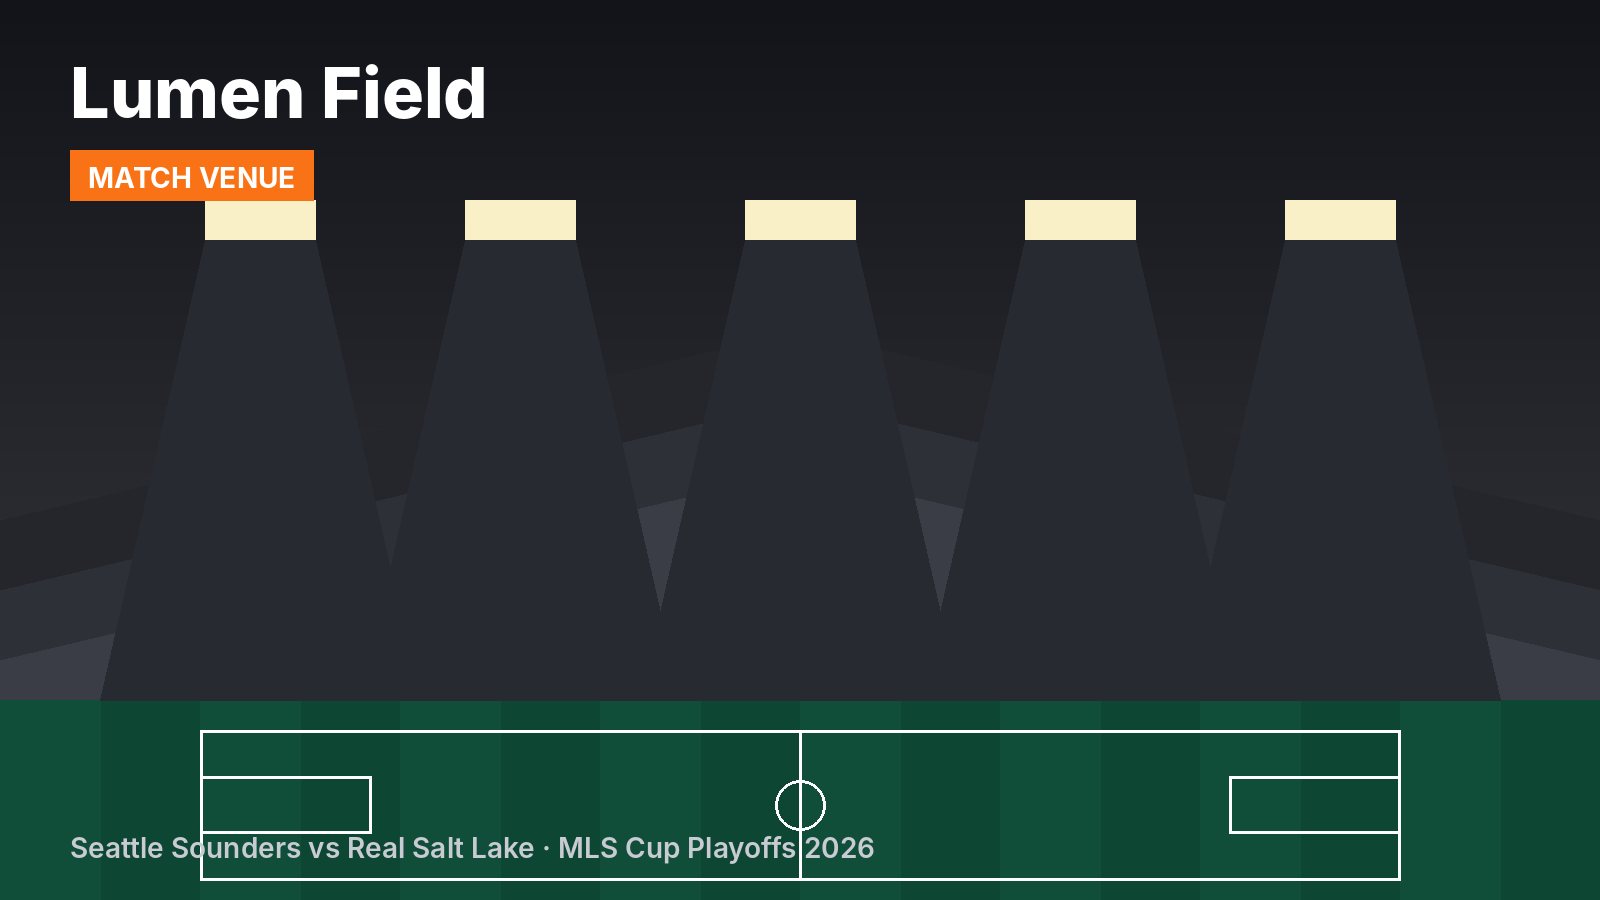 Lumen Field
MATCH VENUE
Seattle Sounders vs Real Salt Lake · MLS Cup Playoffs 2026